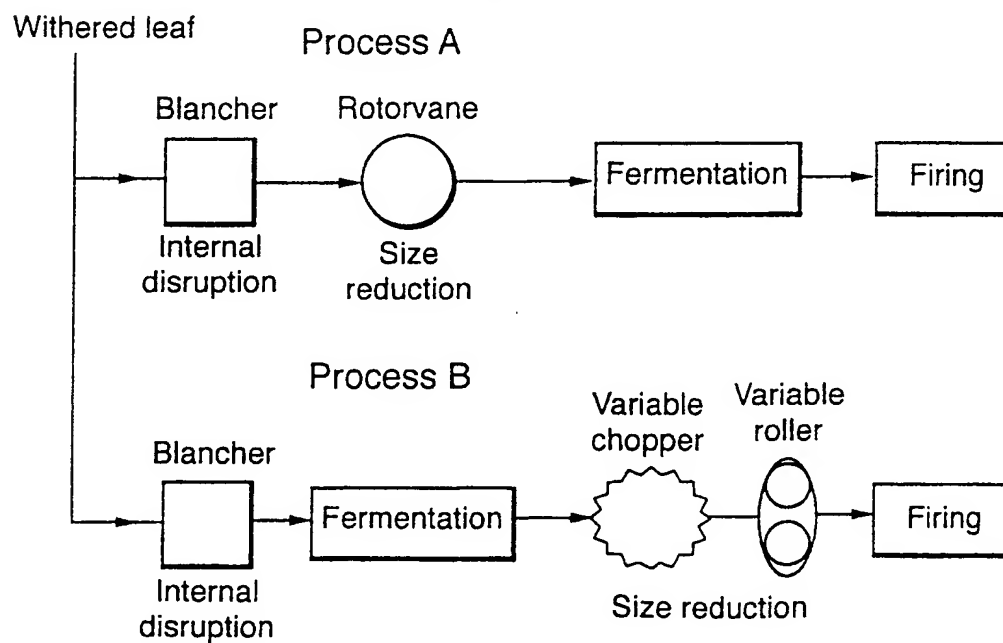 Withered leaf
Process A
Blancher
Rotorvane
Fermentation
Firing
Internal
disruption
Size
reduction
Process B
Variable
chopper
Variable
roller
Blancher
Fermentation
Firing
Internal
disruption
Size reduction